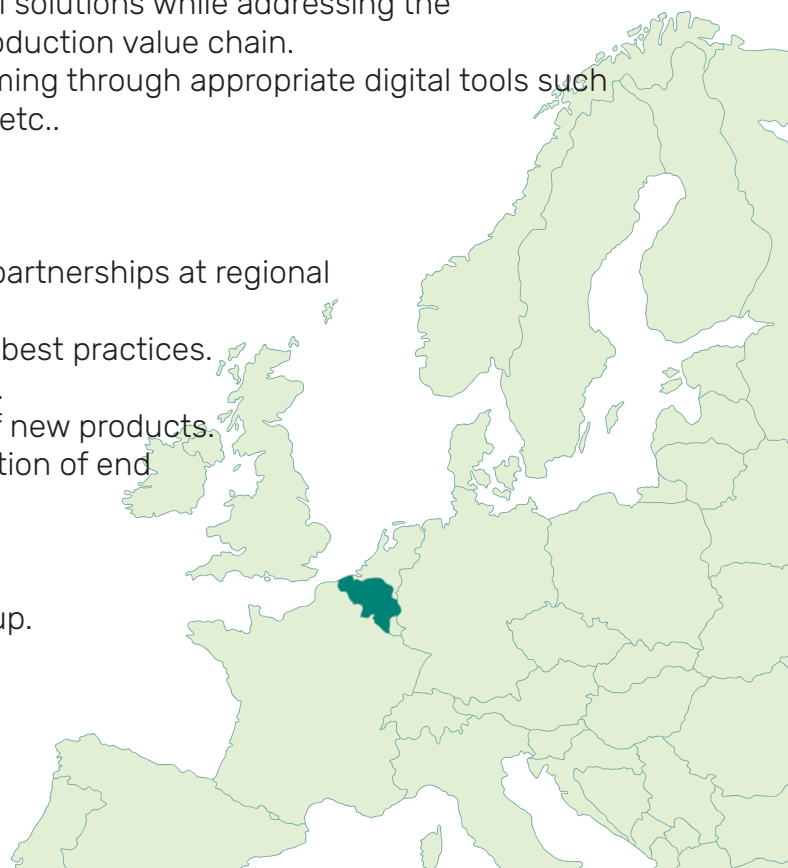 l solutions while addressing the
oduction value chain.
ming through appropriate digital tools such
etc..
partnerships at regional
best practices.
.
f new products.
tion of end
up.